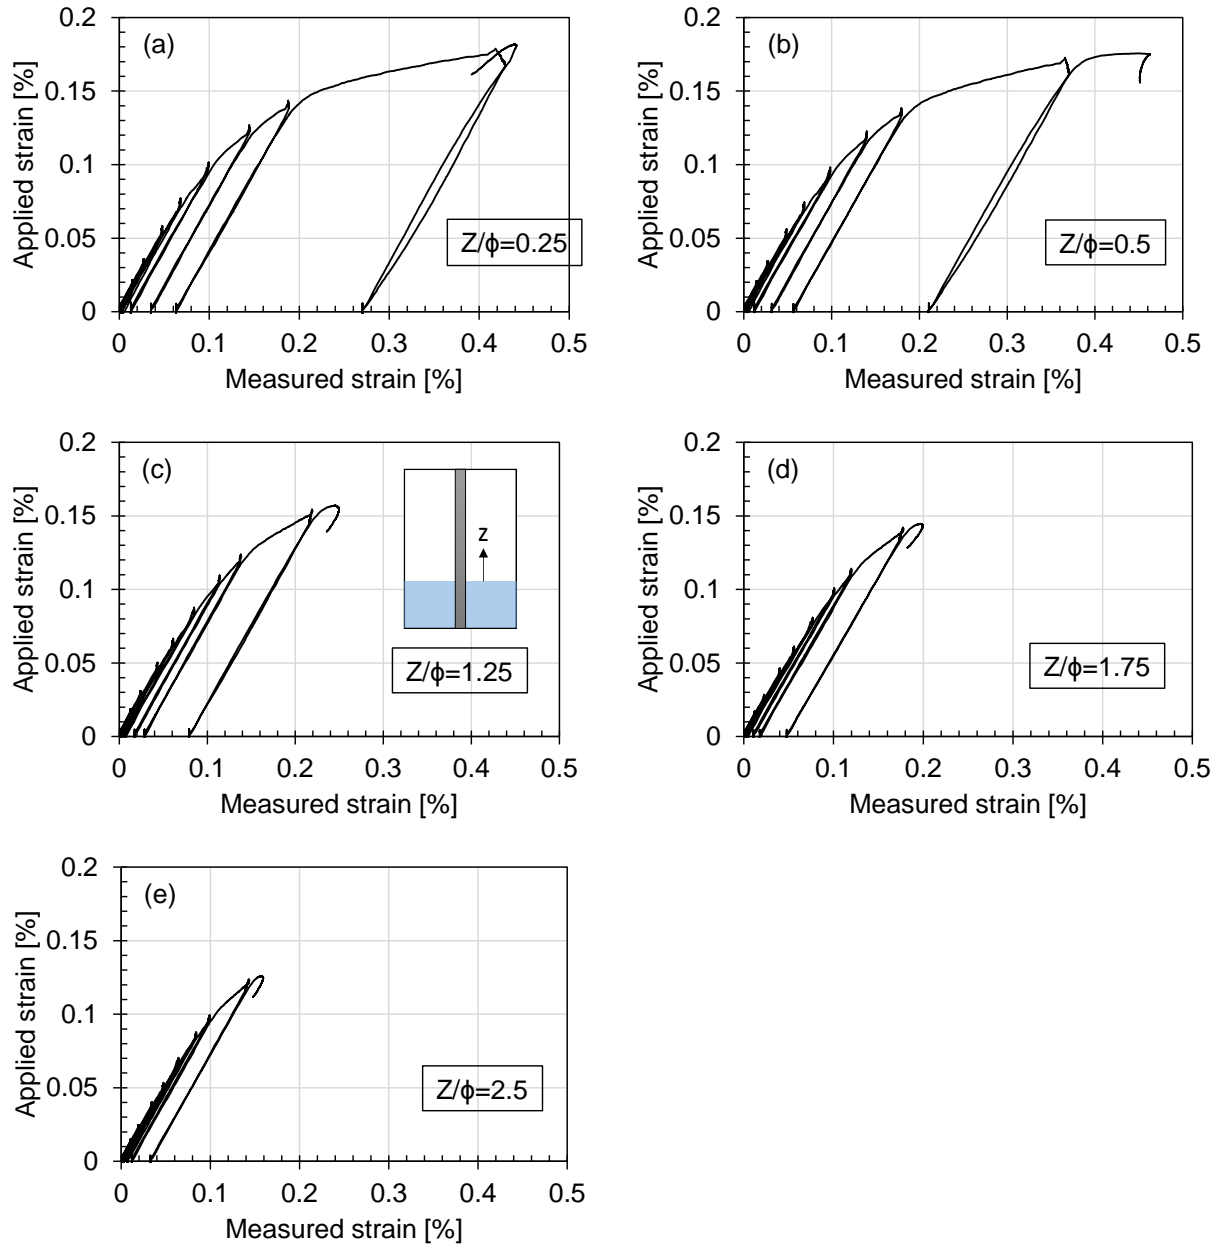 (a)
Applied strain [%]
0.2
0.15
0.1
0.05
0
Z/ϕ=0.25
0 0.1 0.2 0.3 0.4 0.5
Measured strain [%]
(b)
Applied strain [%]
0.2
0.15
0.1
0.05
0
Z/ϕ=0.5
0 0.1 0.2 0.3 0.4 0.5
Measured strain [%]
(c)
Applied strain [%]
0.2
0.15
0.1
0.05
0
z
Z/ϕ=1.25
0 0.1 0.2 0.3 0.4 0.5
Measured strain [%]
(d)
Applied strain [%]
0.2
0.15
0.1
0.05
0
Z/ϕ=1.75
0 0.1 0.2 0.3 0.4 0.5
Measured strain [%]
(e)
Applied strain [%]
0.2
0.15
0.1
0.05
0
Z/ϕ=2.5
0 0.1 0.2 0.3 0.4 0.5
Measured strain [%]